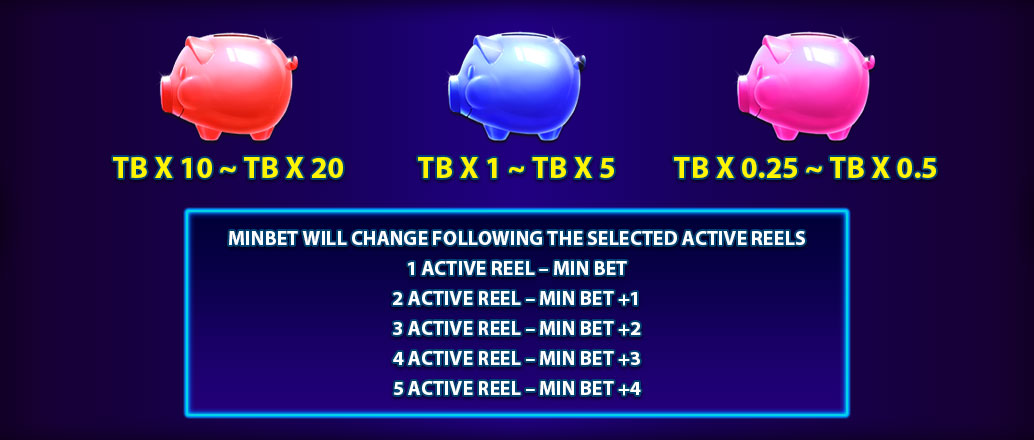 TB X 10 ~ TB X 20
TB X 1 ~ TB X 5
TB X 0.25 ~ TB X 0.5
MINBET WILL CHANGE FOLLOWING THE SELECTED ACTIVE REELS
1 ACTIVE REEL – MIN BET
2 ACTIVE REEL – MIN BET +1
3 ACTIVE REEL – MIN BET +2
4 ACTIVE REEL – MIN BET +3
5 ACTIVE REEL – MIN BET +4